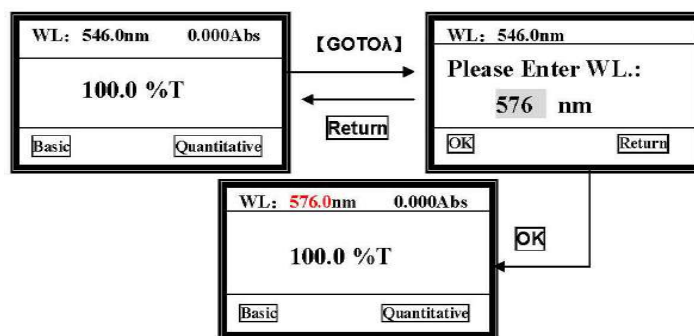 WL: 546.0nm 0.000Abs
100.0 %T
Basic Quantitative
【GOTOλ】
Return
WL: 546.0nm
Please Enter WL.:
576 nm
OK Return
OK
WL: 576.0nm 0.000Abs
100.0 %T
Basic Quantitative